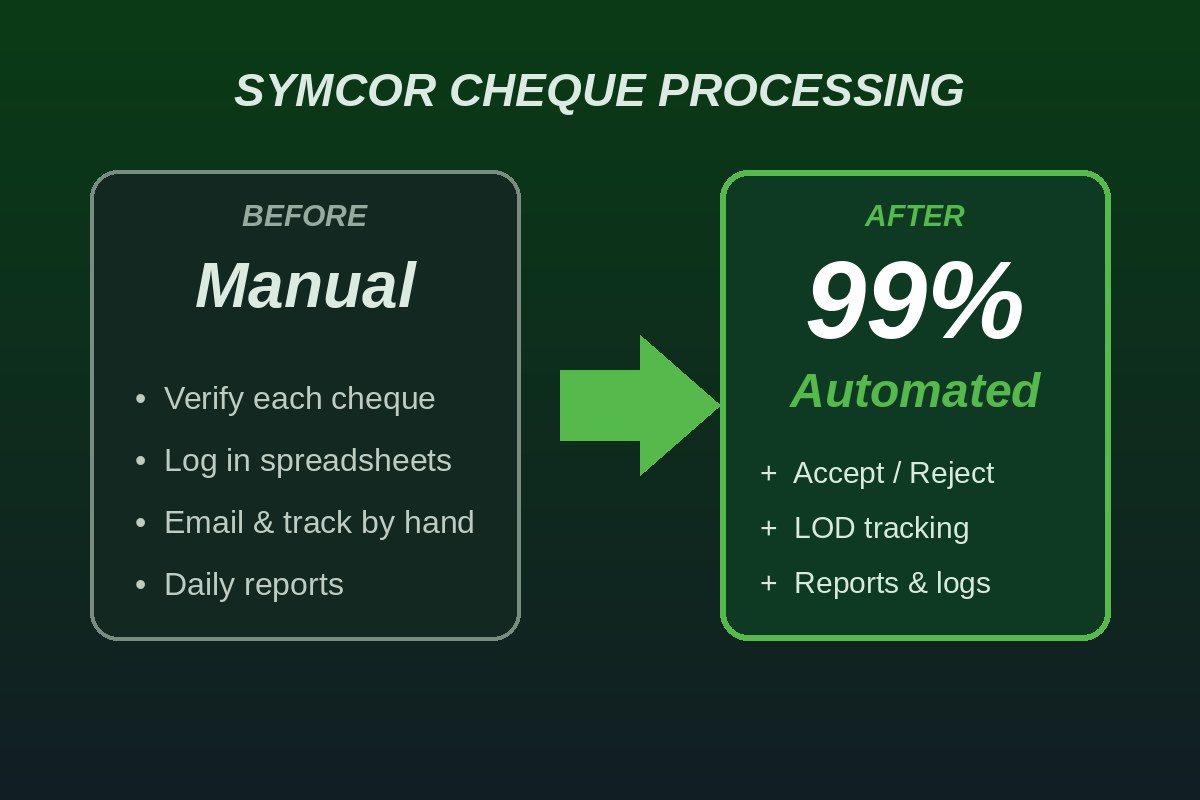 SYMCOR CHEQUE PROCESSING
BEFORE
Manual
• Verify each cheque
• Log in spreadsheets
• Email & track by hand
• Daily reports
AFTER
99%
Automated
+ Accept / Reject
+ LOD tracking
+ Reports & logs